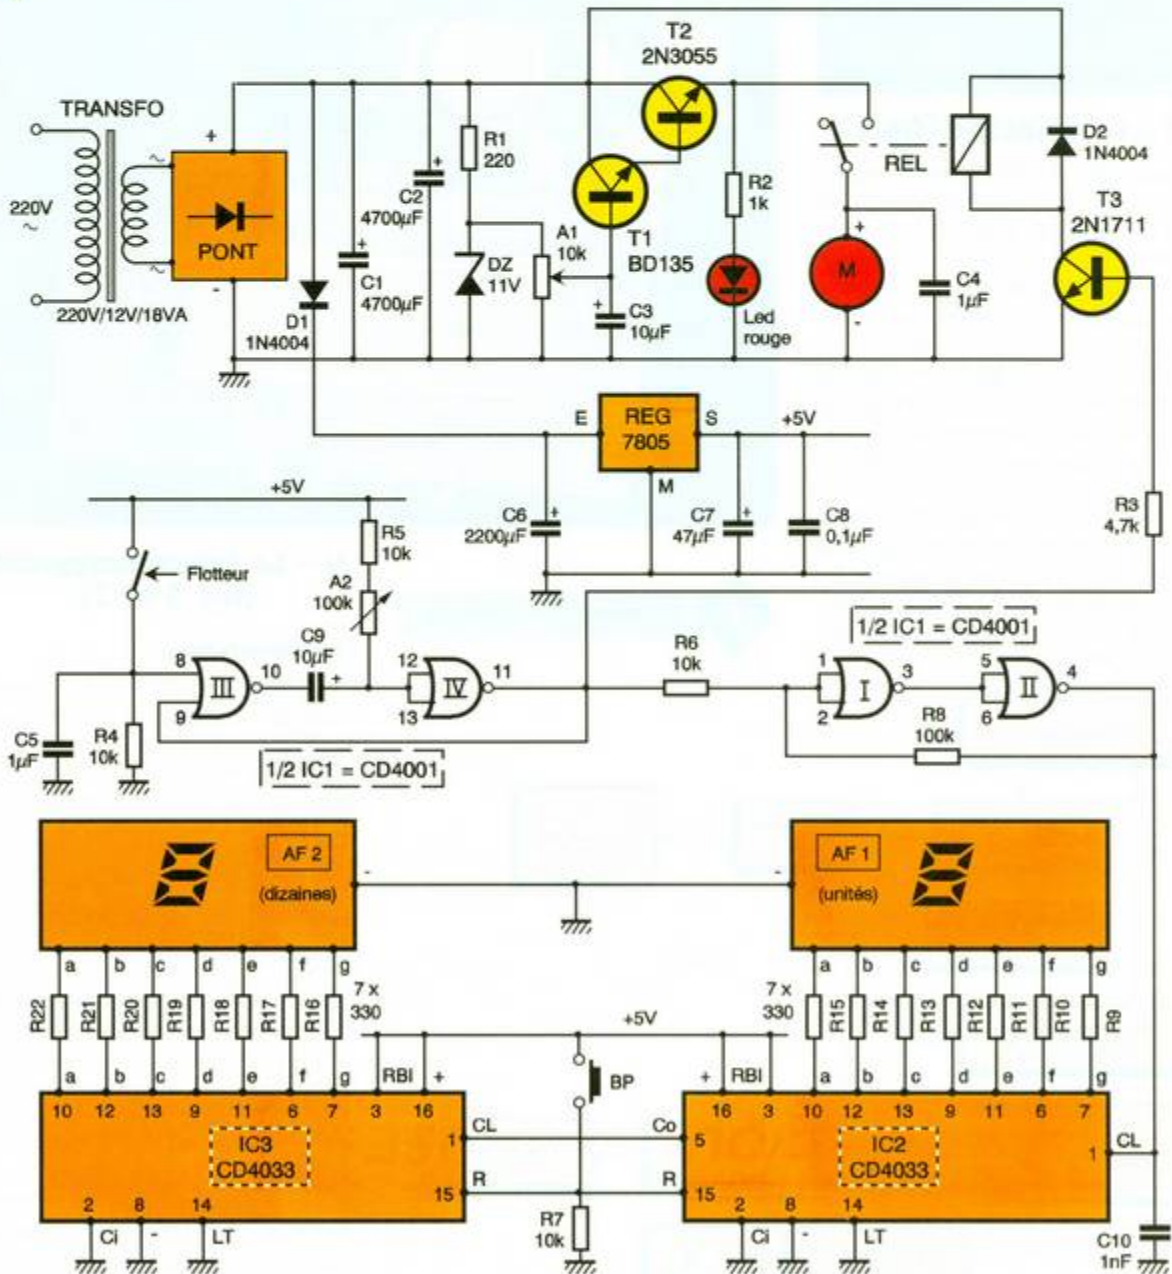 T2
2N3055
TRANSFO
220V
~
~
~
+
-
PONT
220V/12V/18VA
D1
1N4004
C1
4700µF
+
C2
4700µF
+
R1
220
DZ
11V
A1
10k
T1
BD135
+
C3
10µF
R2
1k
Led
rouge
REL
+
M
-
C4
1µF
D2
1N4004
T3
2N1711
E
REG
7805
S
M
+5V
C6
2200µF
+
C7
47µF
+
C8
0,1µF
R3
4,7k
+5V
Flotteur
R5
10k
A2
100k
C9
10µF
+
8
9
III
10
12
13
IV
11
C5
1µF
R4
10k
1/2 IC1 = CD4001
R6
10k
1/2 IC1 = CD4001
1
2
I
3
5
6
II
4
R8
100k
AF 2
(dizaines)
-
-
AF 1
(unités)
a b c d e f g
R22 R21 R20 R19 R18 R17 R16
7 x
330
a b c d e f g RBI +
10 12 13 9 11 6 7 3 16
IC3
CD4033
1 CL
15 R
2 8 14
Ci - LT
+5V
BP
R7
10k
a b c d e f g
7 x
330
R15 R14 R13 R12 R11 R10 R9
+ RBI a b c d e f g
16 3 10 12 13 9 11 6 7
IC2
CD4033
Co 5
R 15
1 CL
2 8 14
Ci - LT
C10
1nF